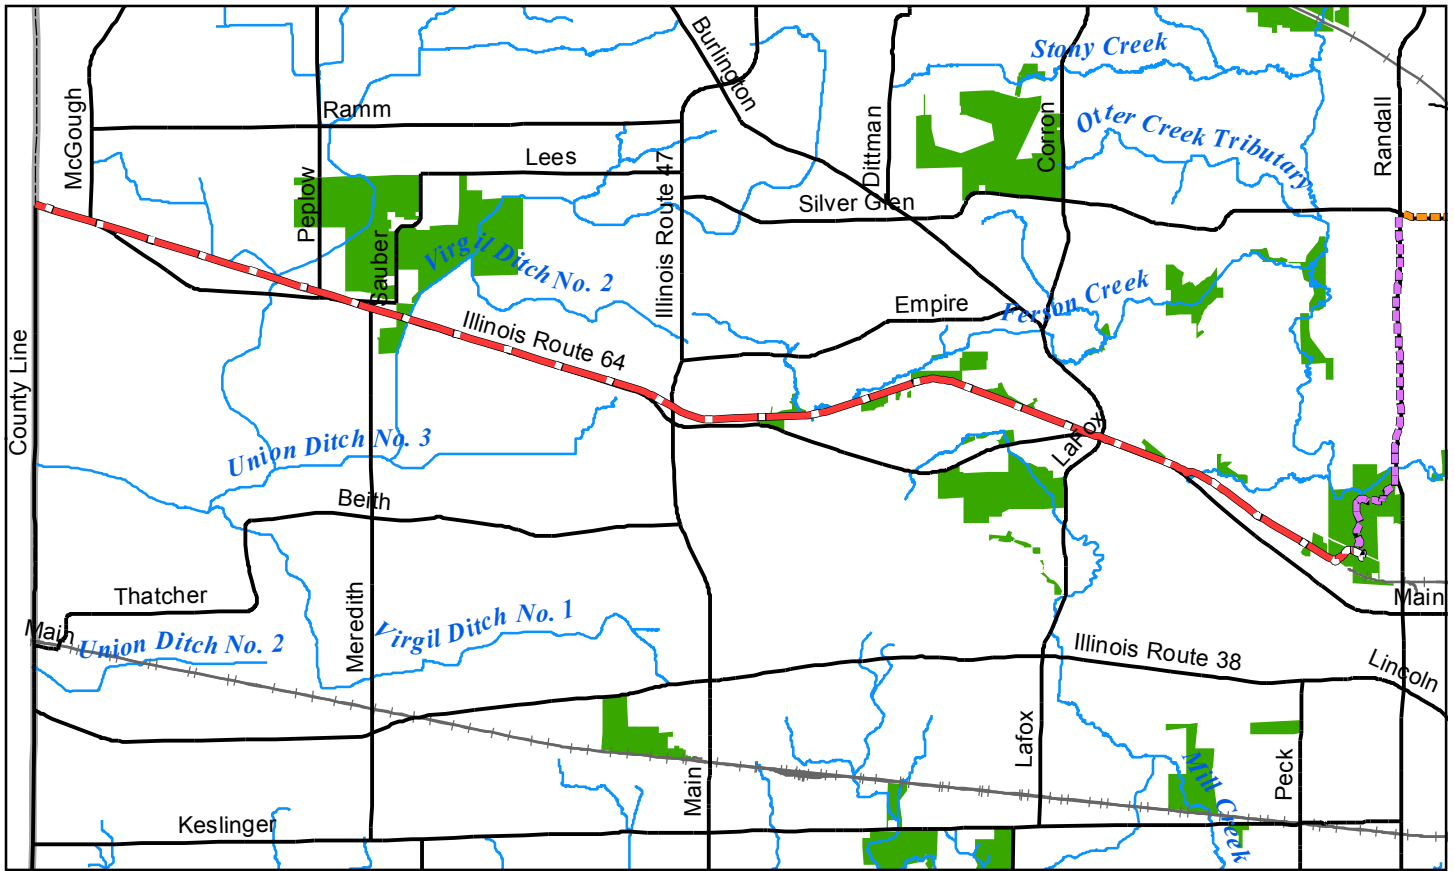 Burlington
Stony Creek
McGough
Ramm
Otter Creek Tributary
Dittman
Corron
Randall
Lees
Peplow
Illinois Route 47
Silver Glen
Sauber
Virgil Ditch No. 2
Empire
Ferson Creek
Illinois Route 64
County Line
Union Ditch No. 3
LaFox
Beith
Thatcher
Meredith
Main
Main
Union Ditch No. 2
Virgil Ditch No. 1
Illinois Route 38
Lincoln
Lafox
Main
Peck
Mill Creek
Keslinger